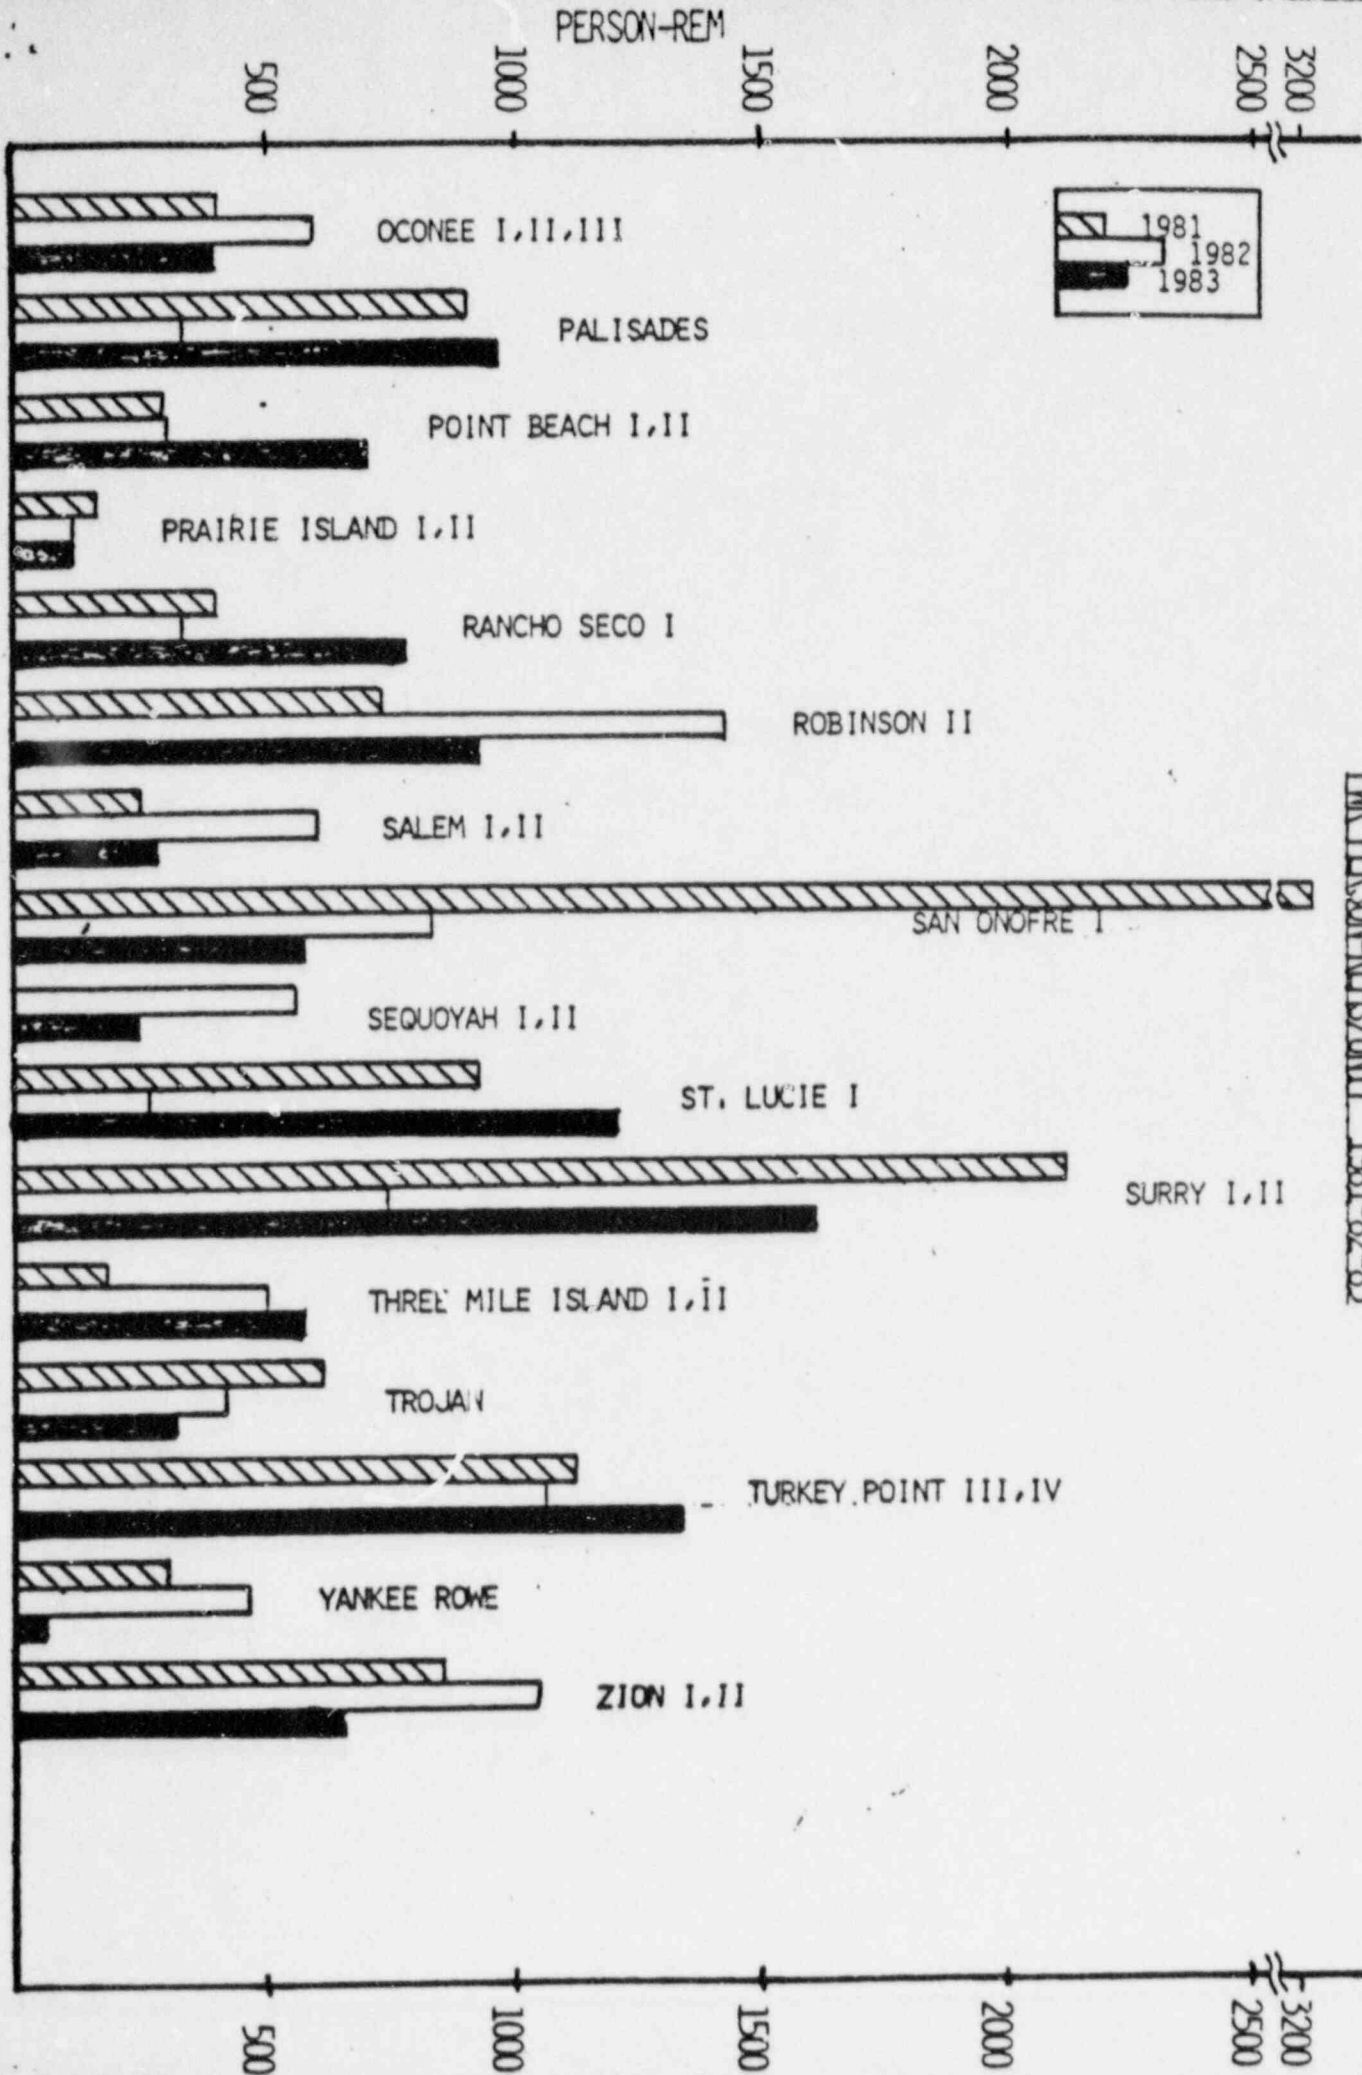 PERSON-REM
500
1000
1500
2000
2500
3200
1981
1982
1983
OCONEE I,II,III
PALISADES
POINT BEACH I,II
PRAIRIE ISLAND I,II
RANCHO SECO I
ROBINSON II
SALEM I,II
SAN ONOFRE I
SEQUOYAH I,II
ST. LUCIE I
SURRY I,II
THREE MILE ISLAND I,II
TROJAN
TURKEY POINT III,IV
YANKEE ROWE
ZION I,II
500
1000
1500
2000
2500
3200